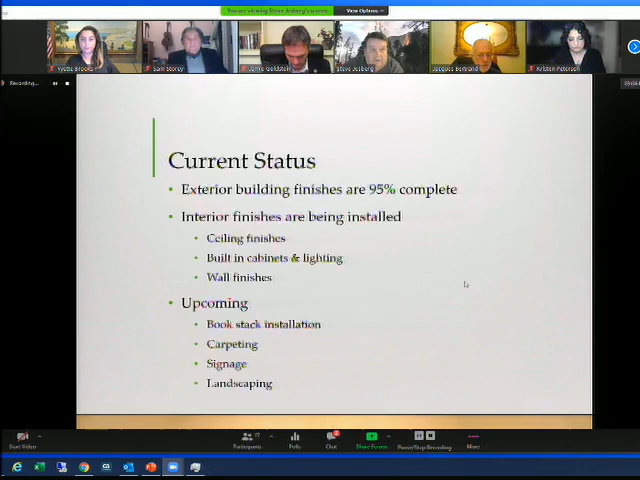 You are viewing Steve Jesberg's screen
View Options
Yvette Brooks
Sam Storey
Jamie Goldstein
Steve Jesberg
Jacques Bertrand
Kristen Petersen
Recording...
Current Status
• Exterior building finishes are 95% complete
• Interior finishes are being installed
• Ceiling finishes
• Built in cabinets & lighting
• Wall finishes
• Upcoming
• Book stack installation
• Carpeting
• Signage
• Landscaping
Start Video
Participants
17
Polls
Chat
Share Screen
Pause/Stop Recording
More